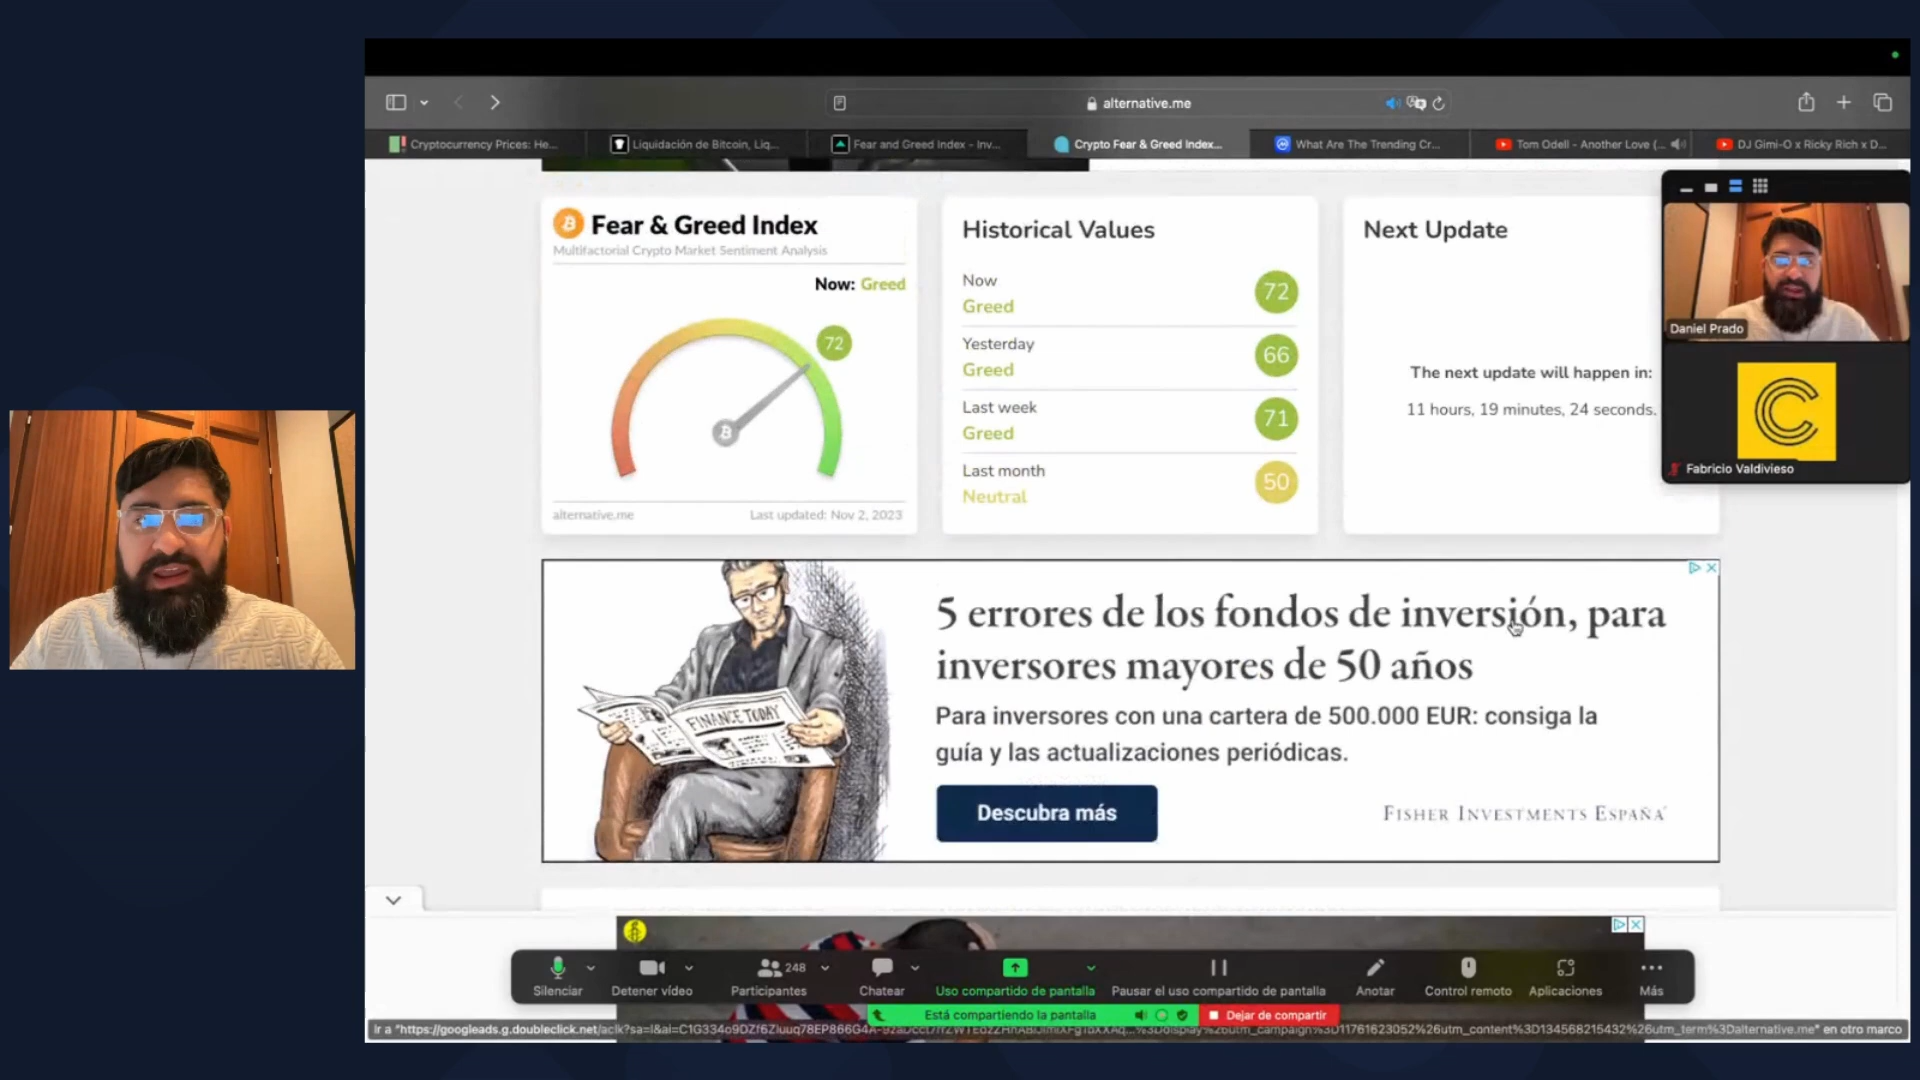 alternative.me
Cryptocurrency Prices: He...
Liquidación de Bitcoin, Liq...
Fear and Greed Index - Inv...
Crypto Fear & Greed Index...
What Are The Trending Cr...
Tom Odell - Another Love (...
DJ Gimi-O x Ricky Rich x D...
Fear & Greed Index
Multifactorial Crypto Market Sentiment Analysis
Now: Greed
72
alternative.me
Last updated: Nov 2, 2023
Historical Values
Now
Greed
72
Yesterday
Greed
66
Last week
Greed
71
Last month
Neutral
50
Next Update
The next update will happen in:
11 hours, 19 minutes, 24 seconds.
Daniel Prado
Fabricio Valdivieso
FINANCE TODAY
5 errores de los fondos de inversión, para
inversores mayores de 50 años
Para inversores con una cartera de 500.000 EUR: consiga la
guía y las actualizaciones periódicas.
Descubra más
FISHER INVESTMENTS ESPAÑA
Silenciar
Detener vídeo
248
Participantes
Chatear
Uso compartido de pantalla
Pausar el uso compartido de pantalla
Anotar
Control remoto
Aplicaciones
Más
Está compartiendo la pantalla
Dejar de compartir
en otro marco